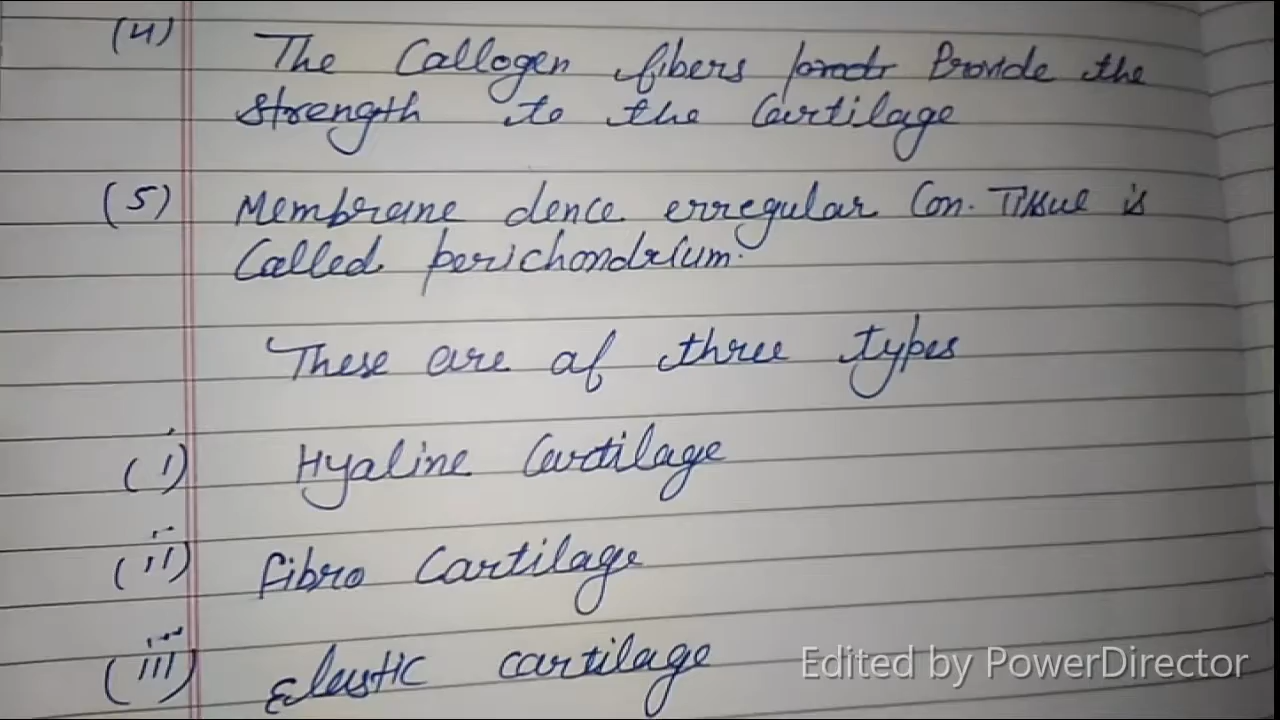 (4) The Callogen fibers Provide the
strength to the Cartilage
(5) Membrane dence erregular Con. Tissue is
Called perichondrium.
These are of three types
(i) Hyaline Cartilage
(ii) fibro Cartilage
(iii) Elastic cartilage
Edited by PowerDirector